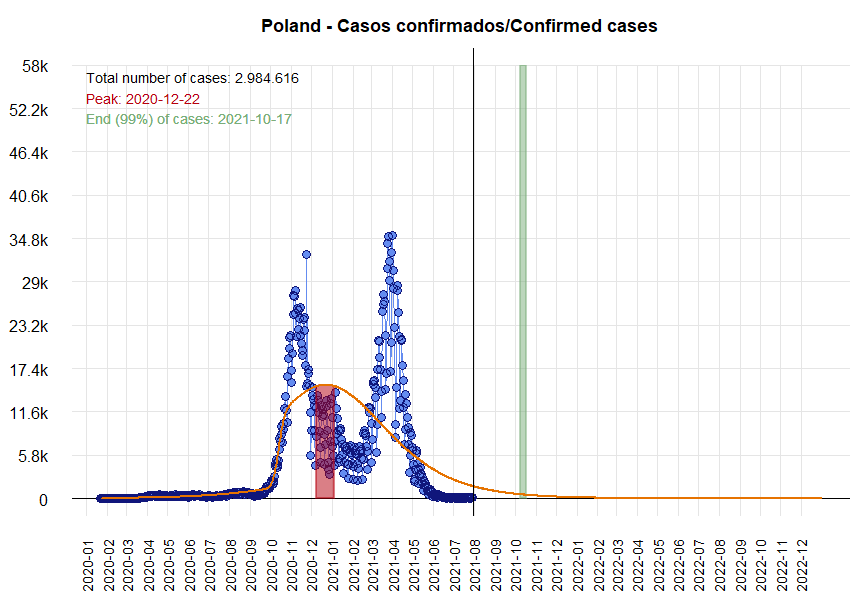 Poland - Casos confirmados/Confirmed cases
58k
Total number of cases: 2.984.616
Peak: 2020-12-22
End (99%) of cases: 2021-10-17
52.2k
46.4k
40.6k
34.8k
29k
23.2k
17.4k
11.6k
5.8k
0
2020-01
2020-02
2020-03
2020-04
2020-05
2020-06
2020-07
2020-08
2020-09
2020-10
2020-11
2020-12
2021-01
2021-02
2021-03
2021-04
2021-05
2021-06
2021-07
2021-08
2021-09
2021-10
2021-11
2021-12
2022-01
2022-02
2022-03
2022-04
2022-05
2022-06
2022-07
2022-08
2022-09
2022-10
2022-11
2022-12